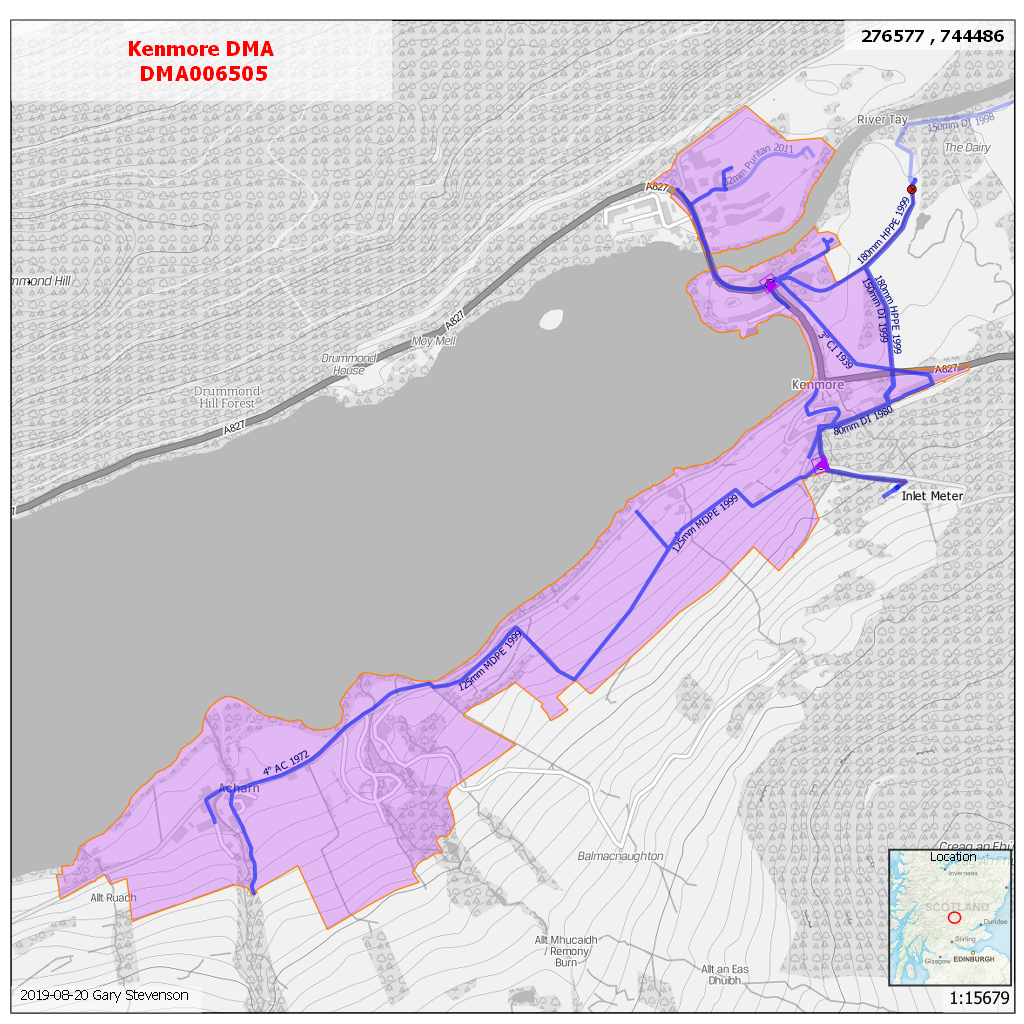 Kenmore DMA
DMA006505
276577 , 744486
River Tay
150mm DI 1998
The Dairy
32mm Puritan 2011
A827
180mm HPPE 1999
mmond Hill
180mm HPPE 1999
150mm DI 1999
A827
Moy Mell
3" CI 1939
Drummond
House
A827
Kenmore
Drummond
Hill Forest
A827
80mm DI 1980
Inlet Meter
125mm MDPE 1999
125mm MDPE 1999
4" AC 1972
Acharn
Balmacnaughton
Creag an Fhu
Location
Inverness
SCOTLAND
Dundee
Stirling
Glasgow
EDINBURGH
Allt Ruach
Allt Mhucaidh
/ Remony
Burn
Allt an Eas
Dhuibh
2019-08-20 Gary Stevenson
1:15679